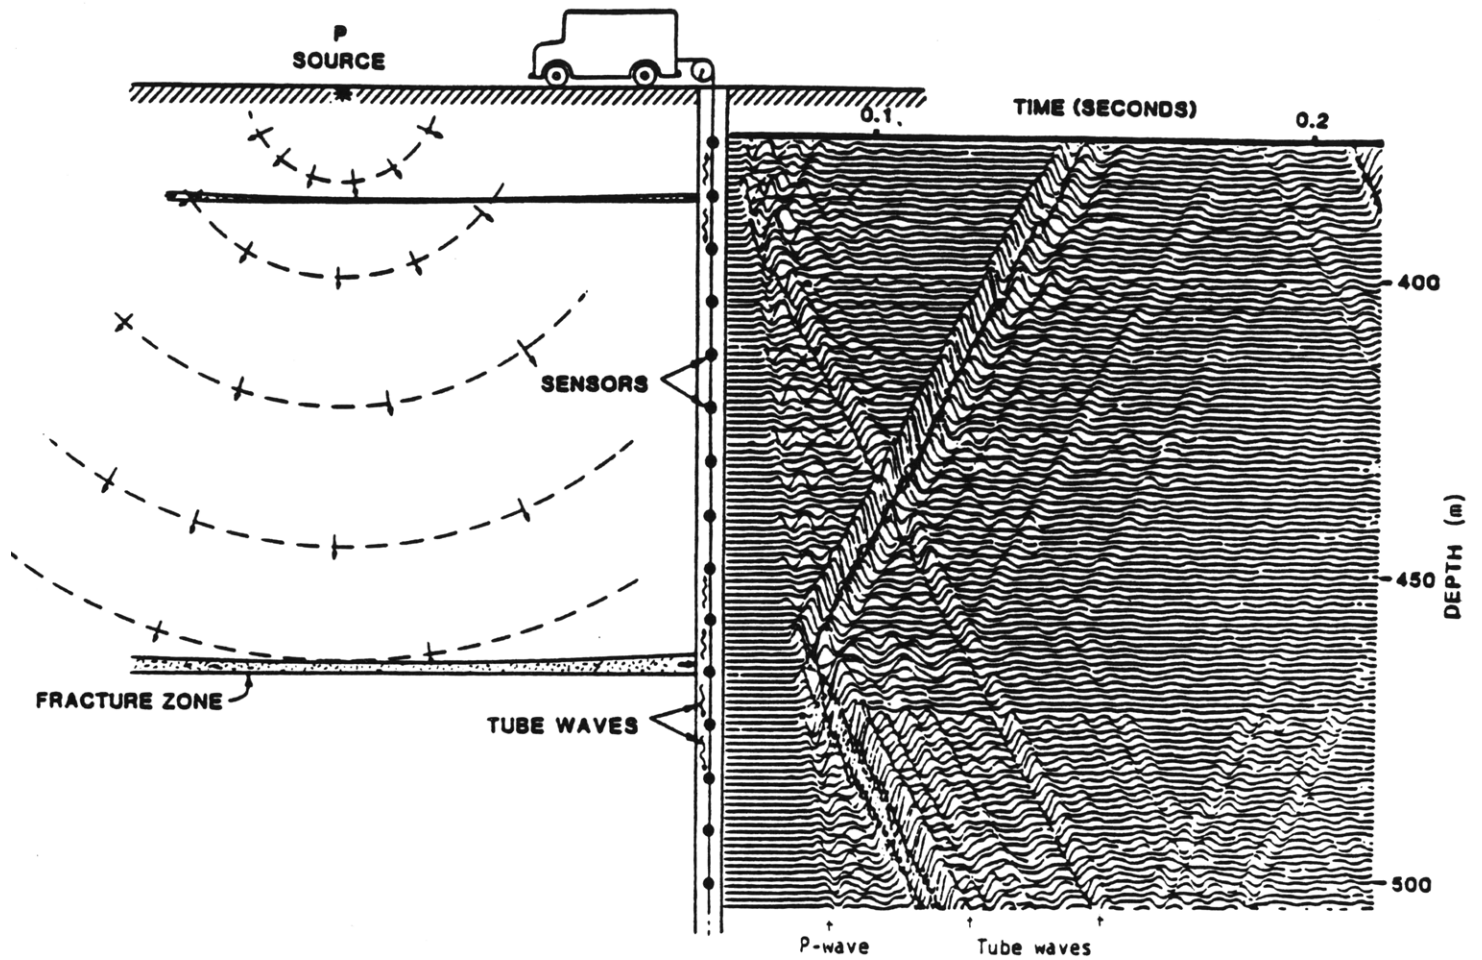 P
SOURCE
TIME (SECONDS)
0.1.
0.2
400
SENSORS
450
DEPTH (m)
FRACTURE ZONE
TUBE WAVES
500
P-wave
Tube waves